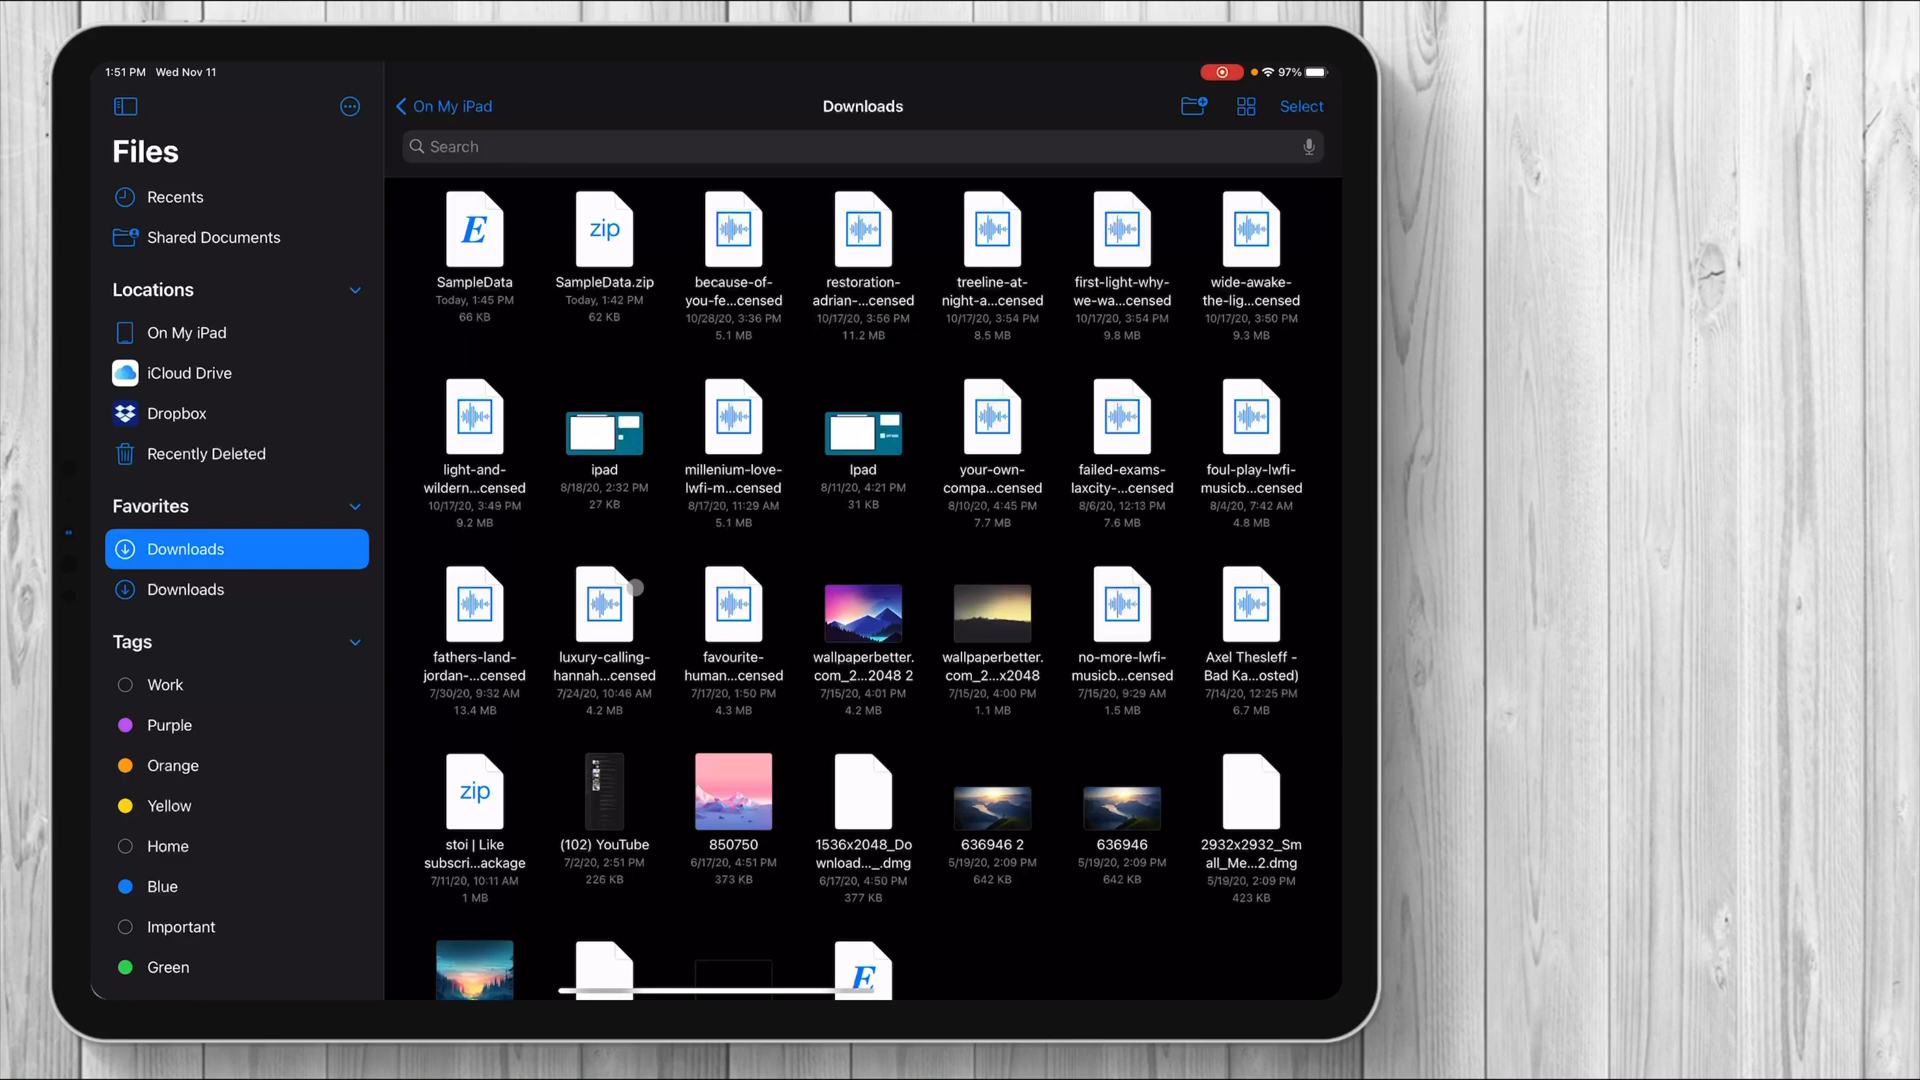 1:51 PM Wed Nov 11
97%
Files
Recents
Shared Documents
Locations
On My iPad
iCloud Drive
Dropbox
Recently Deleted
Favorites
Downloads
Downloads
Tags
Work
Purple
Orange
Yellow
Home
Blue
Important
Green
On My iPad
Downloads
Select
Search
E
SampleData
Today, 1:45 PM
66 KB
zip
SampleData.zip
Today, 1:42 PM
62 KB
because-of-
you-fe...censed
10/28/20, 3:36 PM
5.1 MB
restoration-
adrian-...censed
10/17/20, 3:56 PM
11.2 MB
treeline-at-
night-a...censed
10/17/20, 3:54 PM
8.5 MB
first-light-why-
we-wa...censed
10/17/20, 3:54 PM
9.8 MB
wide-awake-
the-lig...censed
10/17/20, 3:50 PM
9.3 MB
light-and-
wildern...censed
10/17/20, 3:49 PM
9.2 MB
ipad
8/18/20, 2:32 PM
27 KB
millenium-love-
lwfi-m...censed
8/17/20, 11:29 AM
5.1 MB
Ipad
8/11/20, 4:21 PM
31 KB
your-own-
compa...censed
8/10/20, 4:45 PM
7.7 MB
failed-exams-
laxcity-...censed
8/6/20, 12:13 PM
7.6 MB
foul-play-lwfi-
musicb...censed
8/4/20, 7:42 AM
4.8 MB
fathers-land-
jordan-...censed
7/30/20, 9:32 AM
13.4 MB
luxury-calling-
hannah...censed
7/24/20, 10:46 AM
4.2 MB
favourite-
human...censed
7/17/20, 1:50 PM
4.3 MB
wallpaperbetter.
com_2...2048 2
7/15/20, 4:01 PM
4.2 MB
wallpaperbetter.
com_2...x2048
7/15/20, 4:00 PM
1.1 MB
no-more-lwfi-
musicb...censed
7/15/20, 9:29 AM
1.5 MB
Axel Thesleff -
Bad Ka...osted)
7/14/20, 12:25 PM
6.7 MB
zip
stoi | Like
subscri...ackage
7/11/20, 10:11 AM
1 MB
(102) YouTube
7/2/20, 2:51 PM
226 KB
850750
6/17/20, 4:51 PM
373 KB
1536x2048_Do
wnload..._.dmg
6/17/20, 4:50 PM
377 KB
636946 2
5/19/20, 2:09 PM
642 KB
636946
5/19/20, 2:09 PM
642 KB
2932x2932_Sm
all_Me...2.dmg
5/19/20, 2:09 PM
423 KB
E